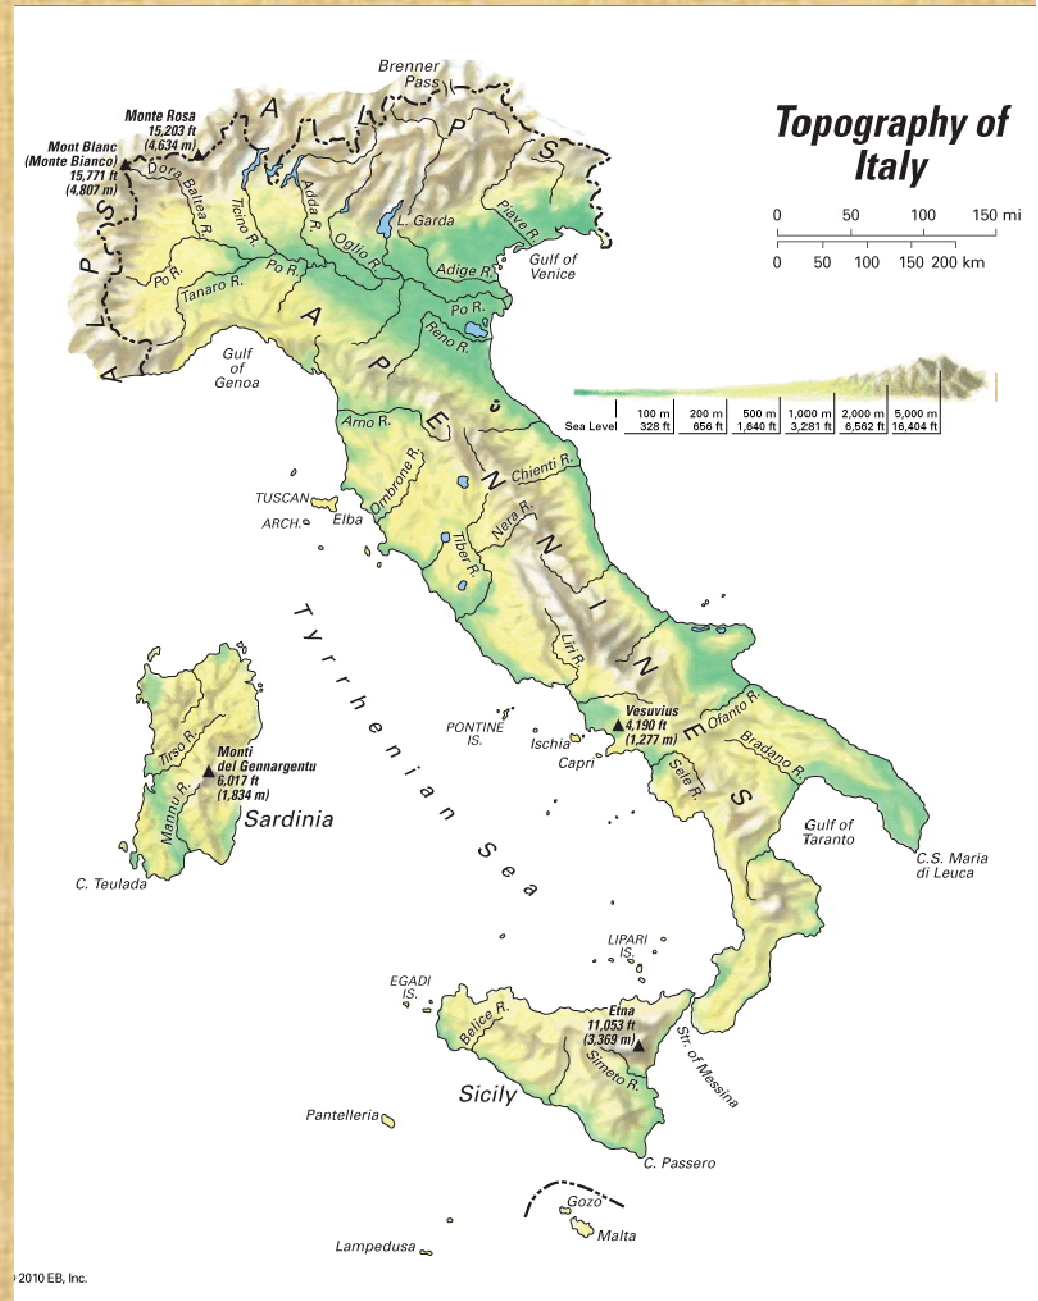 Topography of
Italy
0 50 100 150 mi
0 50 100 150 200 km
Brenner
Pass
Monte Rosa
15,203 ft
(4,634 m)
Mont Blanc
(Monte Bianco)
15,771 ft
(4,807 m)
A L P S
A L P S
Dora Baltea R.
Ticino R.
Adda R.
Oglio R.
L. Garda
Piave R.
Gulf of
Venice
Adige R.
Po R.
Po R.
Tanaro R.
Po R.
Reno R.
Gulf
of
Genoa
A P E N N I N E S
100 m 200 m 500 m 1,000 m 2,000 m 5,000 m
Sea Level 328 ft 656 ft 1,640 ft 3,281 ft 6,562 ft 16,404 ft
Arno R.
Ombrone R.
Chienti R.
TUSCAN
ARCH.
Elba
Nera R.
Tiber R.
Tyrrhenian Sea
Liri R.
Vesuvius
4,190 ft
(1,277 m)
Ofanto R.
Bradano R.
PONTINE
IS.
Ischia
Capri
Sele R.
Tirso R.
Monti
del Gennargentu
6,017 ft
(1,834 m)
Mannu R.
Sardinia
C. Teulada
Gulf of
Taranto
C.S. Maria
di Leuca
LIPARI
IS.
EGADI
IS.
Belice R.
Etna
11,053 ft
(3,369 m)
Simeto R.
Str. of Messina
Sicily
Pantelleria
C. Passero
Gozo
Malta
Lampedusa
2010 EB, Inc.